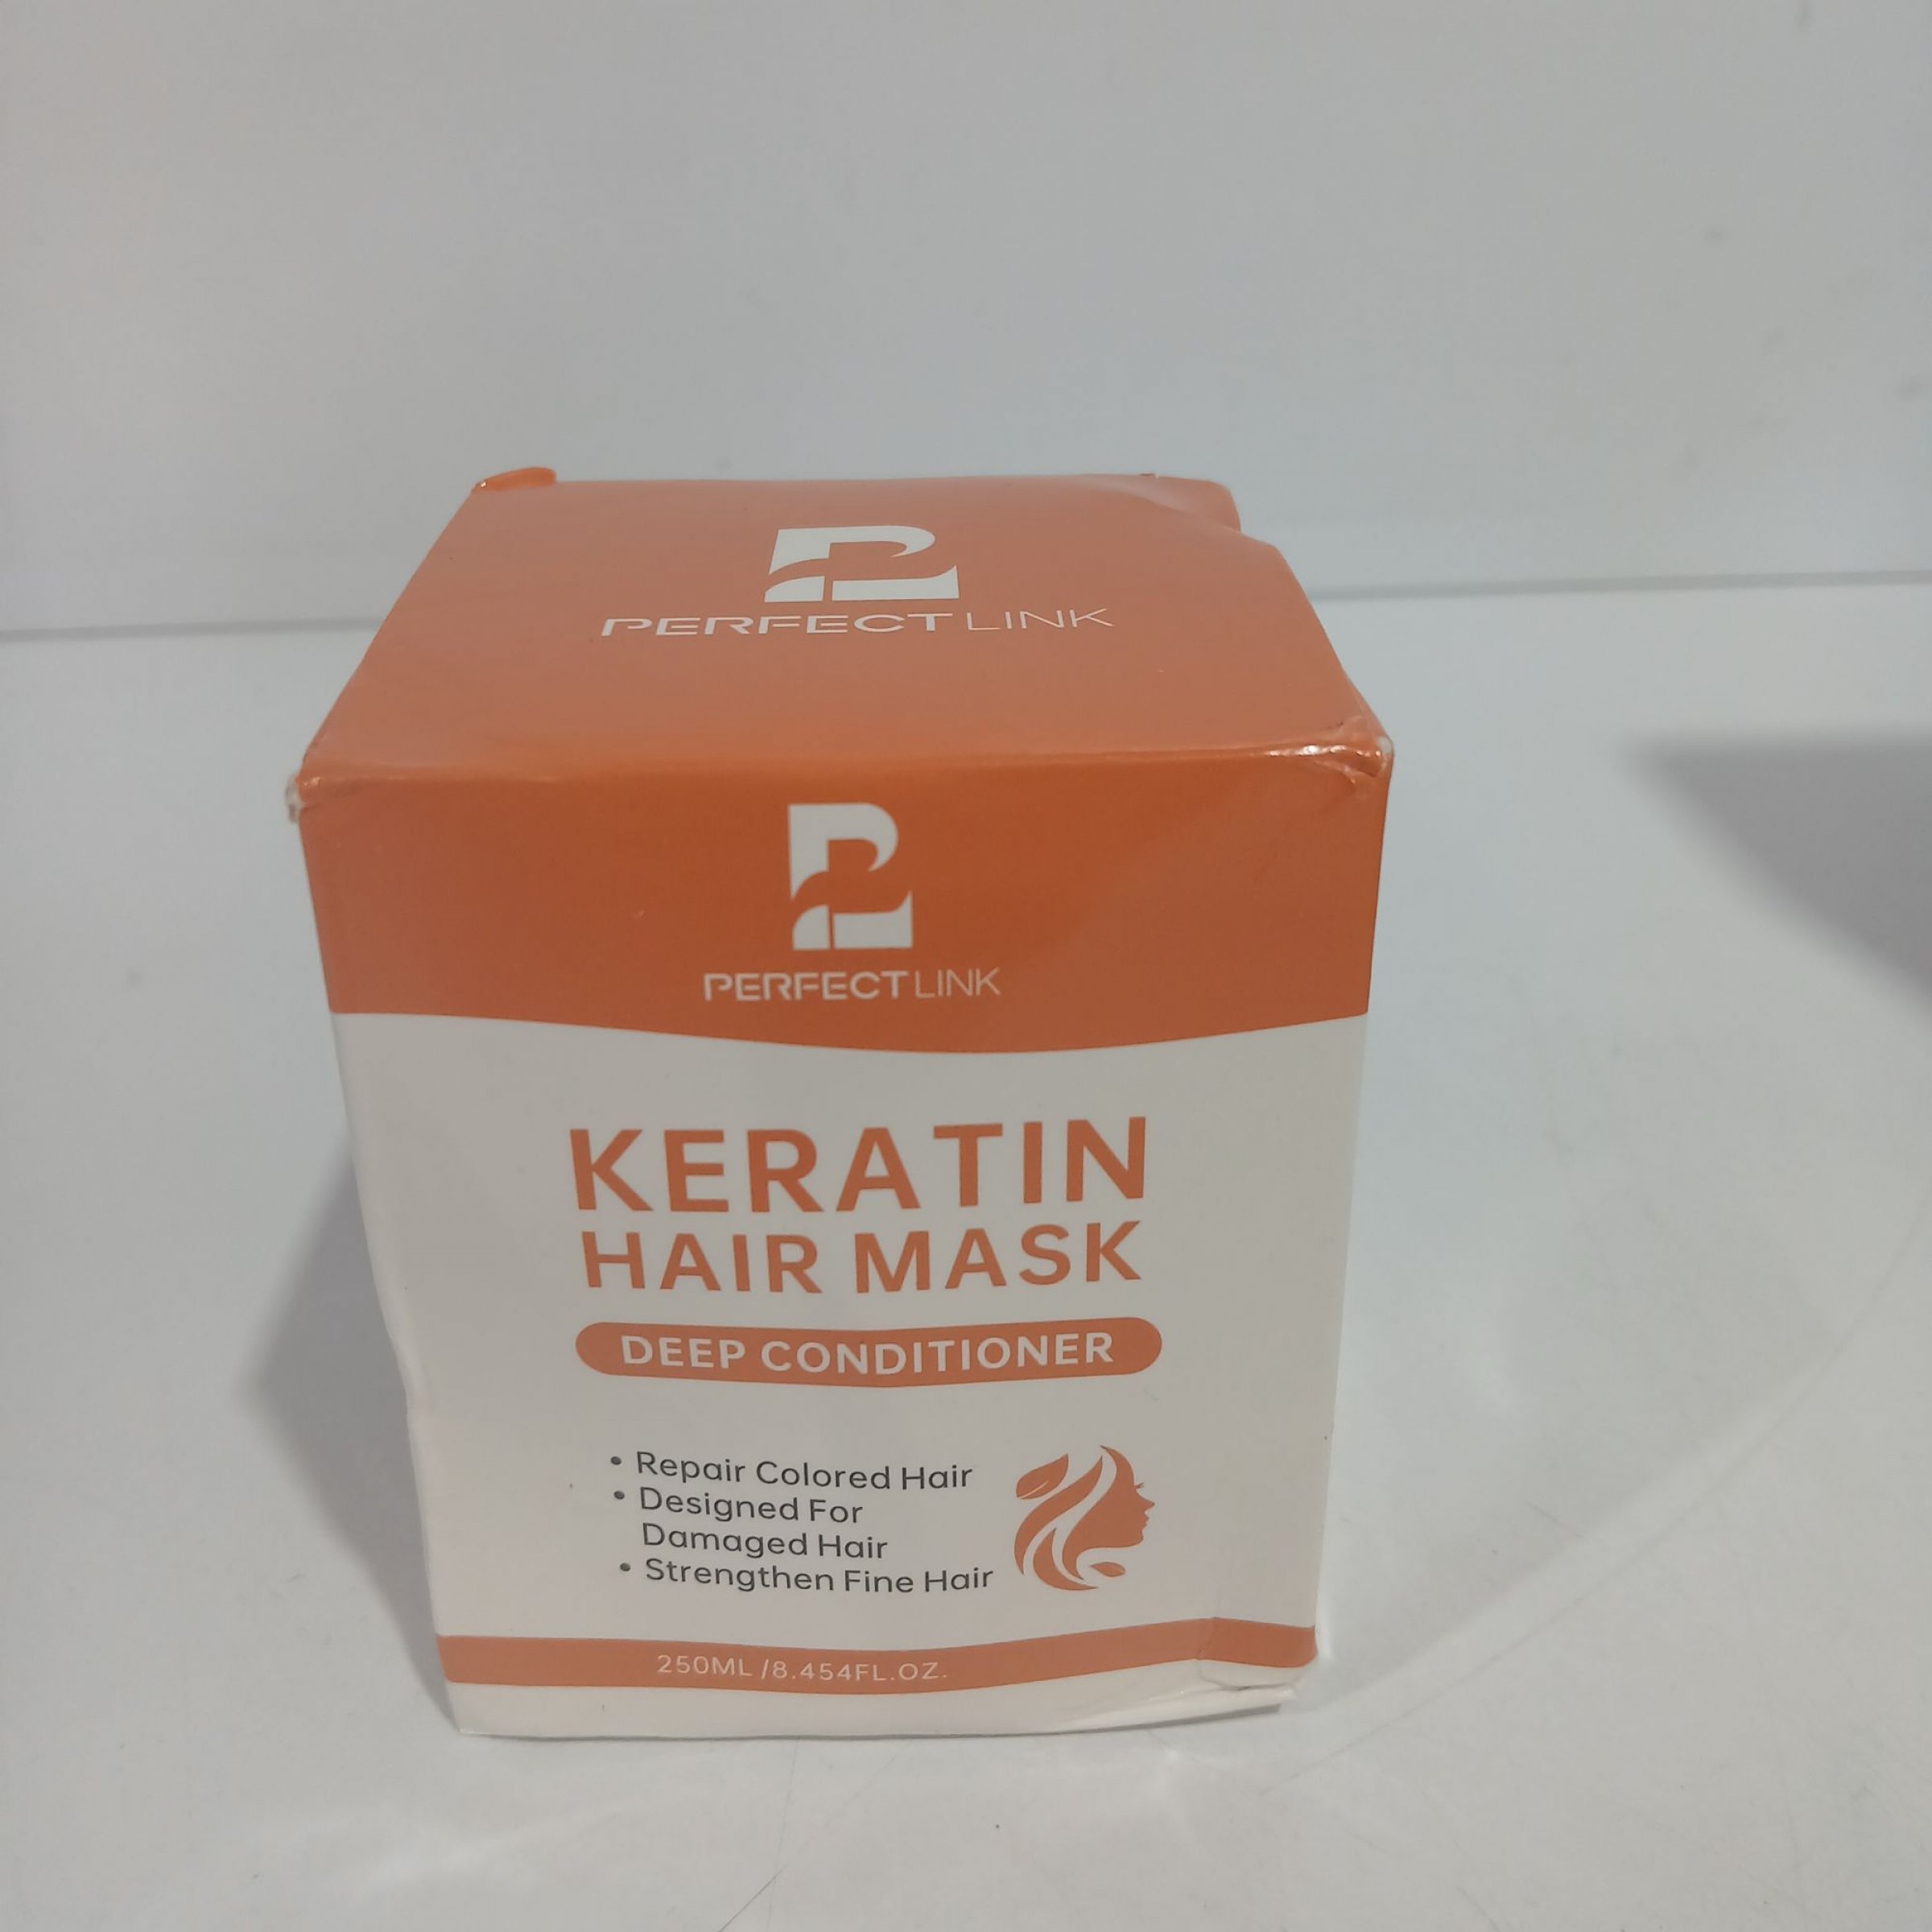 PERFECTLINK
PERFECTLINK
KERATIN
HAIR MASK
DEEP CONDITIONER
• Repair Colored Hair
• Designed For
Damaged Hair
• Strengthen Fine Hair
250ML /8.454FL.OZ.